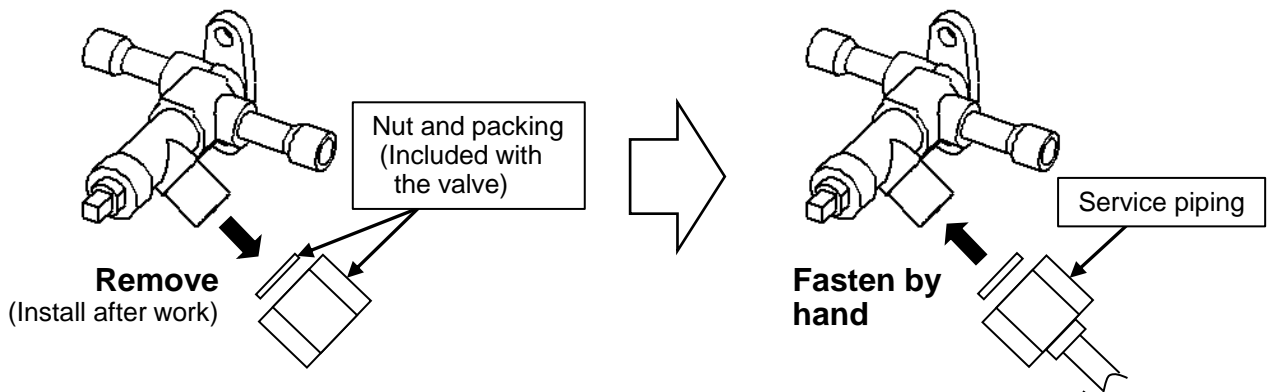 Nut and packing
(Included with
the valve)
Remove
(Install after work)
Service piping
Fasten by
hand